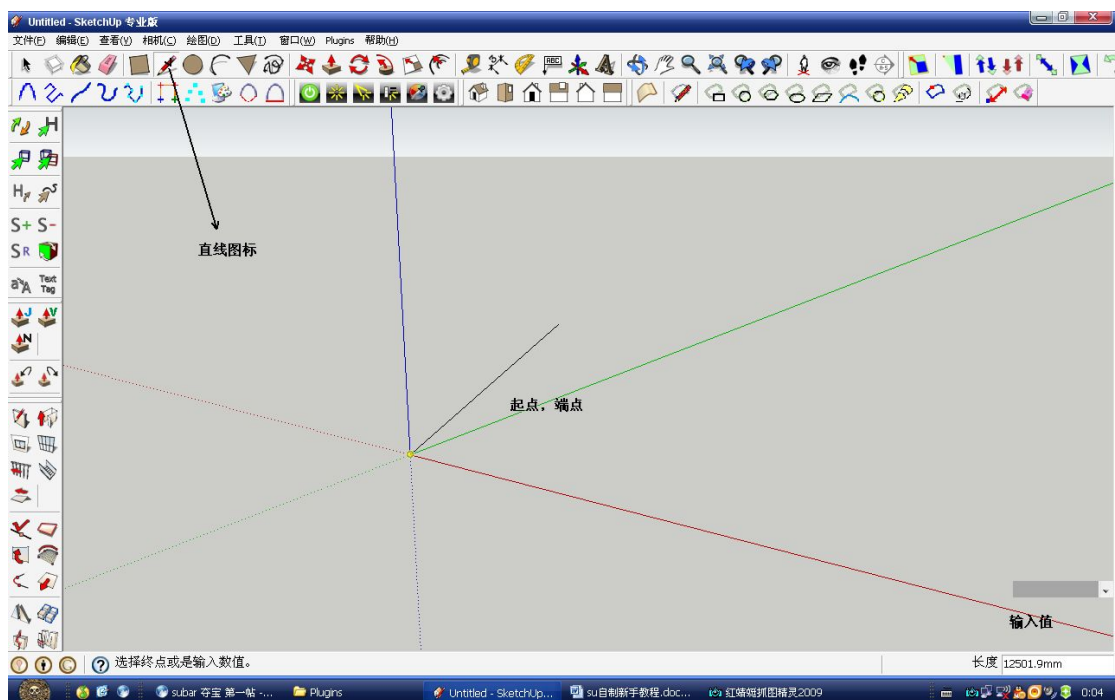 Untitled - SketchUp 专业版
文件(F) 编辑(E) 查看(V) 相机(C) 绘图(D) 工具(T) 窗口(W) Plugins 帮助(H)
ABC
H
H
S
S+ S-
S R
Text Tag
J V
N
直线图标
起点，端点
输入值
选择终点或是输入数值。
长度 12501.9mm
subar 夺宝 第一帖 -...
Plugins
Untitled - SketchUp...
su自制新手教程.doc...
红蜻蜓抓图精灵2009
0:04